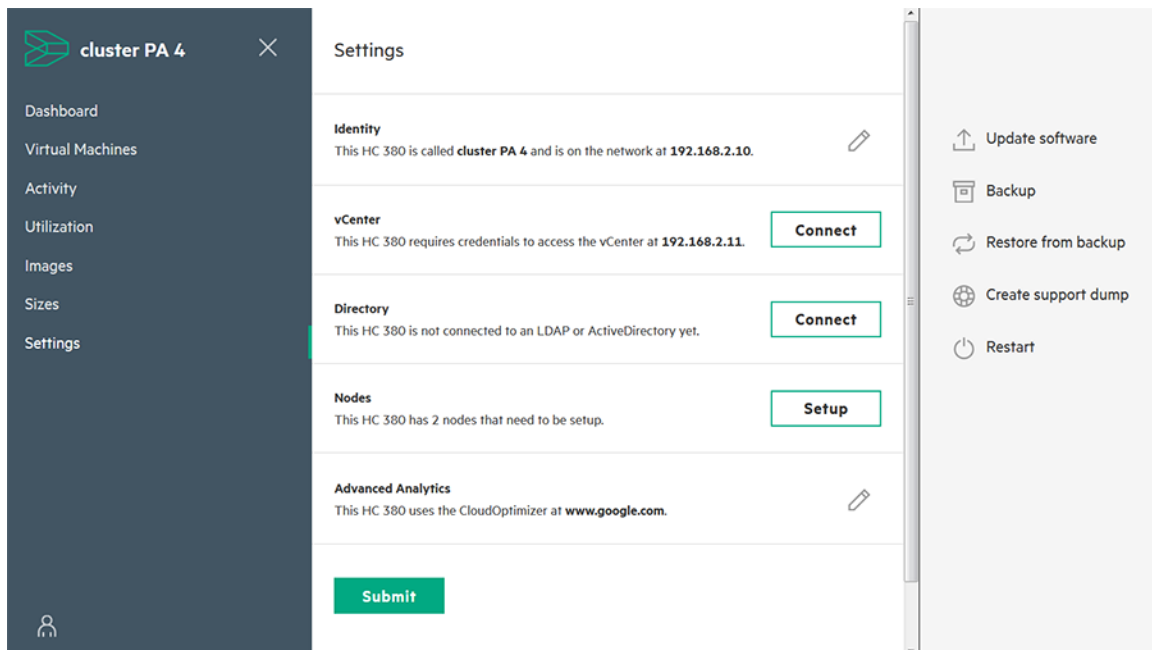 cluster PA 4
Dashboard
Virtual Machines
Activity
Utilization
Images
Sizes
Settings
Settings
Identity
This HC 380 is called cluster PA 4 and is on the network at 192.168.2.10.
vCenter
This HC 380 requires credentials to access the vCenter at 192.168.2.11.
Connect
Directory
This HC 380 is not connected to an LDAP or ActiveDirectory yet.
Connect
Nodes
This HC 380 has 2 nodes that need to be setup.
Setup
Advanced Analytics
This HC 380 uses the CloudOptimizer at www.google.com.
Submit
Update software
Backup
Restore from backup
Create support dump
Restart